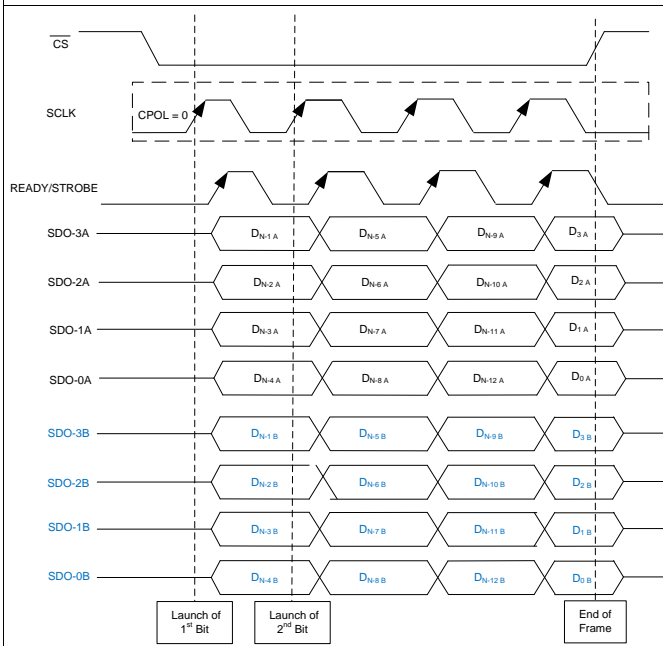 CS
SCLK
CPOL = 0
READY/STROBE
SDO-3A DN-1 A DN-5 A DN-9 A D3 A
SDO-2A DN-2 A DN-6 A DN-10 A D2 A
SDO-1A DN-3 A DN-7 A DN-11 A D1 A
SDO-0A DN-4 A DN-8 A DN-12 A D0 A
SDO-3B DN-1 B DN-5 B DN-9 B D3 B
SDO-2B DN-2 B DN-6 B DN-10 B D2 B
SDO-1B DN-3 B DN-7 B DN-11 B D1 B
SDO-0B DN-4 B DN-8 B DN-12 B D0 B
Launch of
1st Bit
Launch of
2nd Bit
End of
Frame